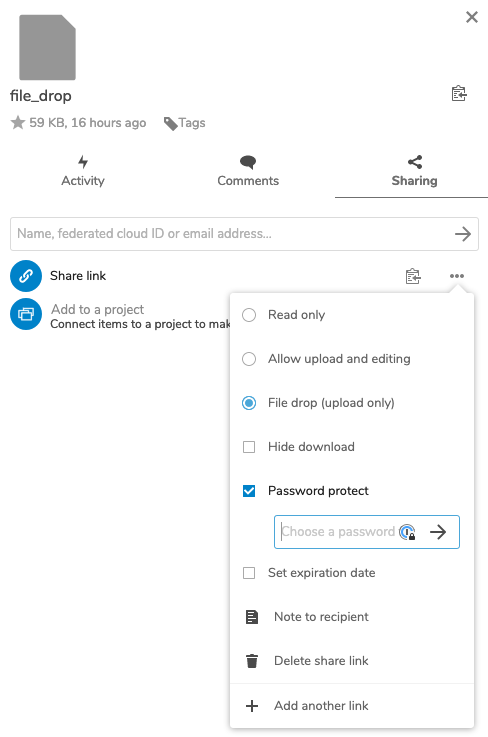 file_drop
59 KB, 16 hours ago Tags
Activity Comments Sharing
Name, federated cloud ID or email address...
Share link
Add to a project
Connect items to a project to mak
Read only
Allow upload and editing
File drop (upload only)
Hide download
Password protect
Choose a password
Set expiration date
Note to recipient
Delete share link
Add another link